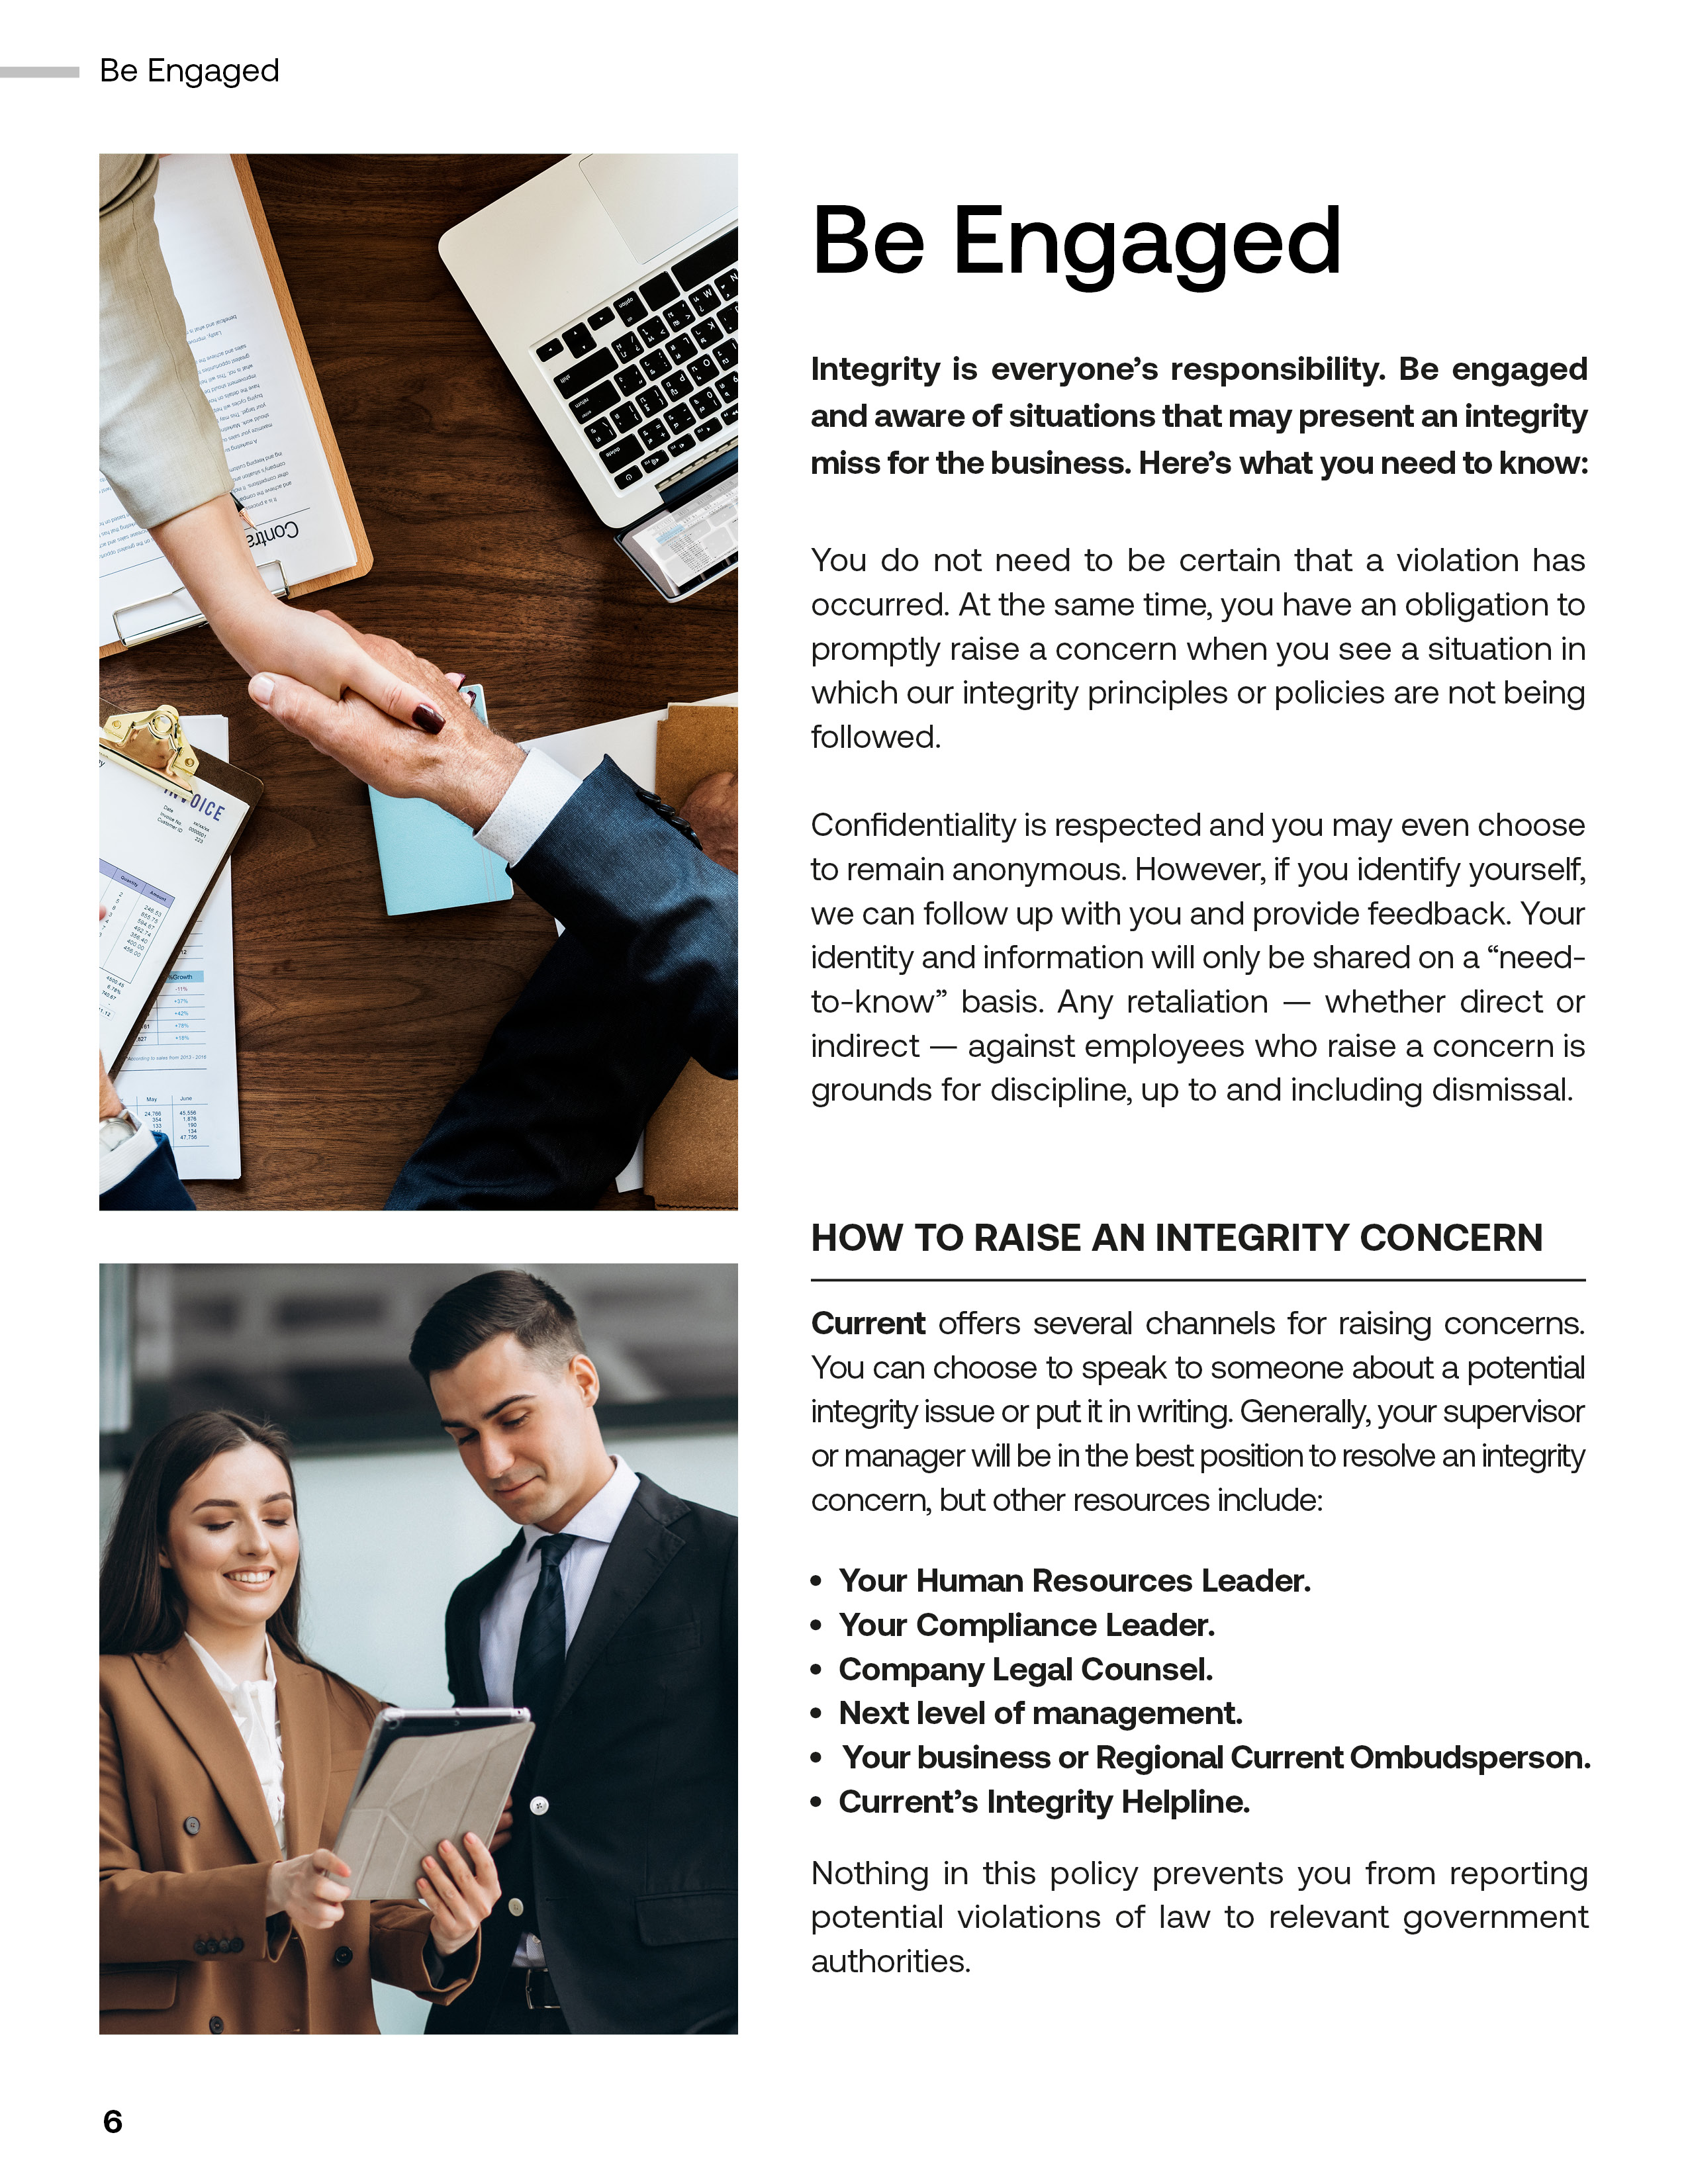 Be Engaged
Be Engaged
Integrity is everyone’s responsibility. Be engaged
and aware of situations that may present an integrity
miss for the business. Here’s what you need to know:
You do not need to be certain that a violation has
occurred. At the same time, you have an obligation to
promptly raise a concern when you see a situation in
which our integrity principles or policies are not being
followed.
Confidentiality is respected and you may even choose
to remain anonymous. However, if you identify yourself,
we can follow up with you and provide feedback. Your
identity and information will only be shared on a “need-
to-know” basis. Any retaliation — whether direct or
indirect — against employees who raise a concern is
grounds for discipline, up to and including dismissal.
HOW TO RAISE AN INTEGRITY CONCERN
Current offers several channels for raising concerns.
You can choose to speak to someone about a potential
integrity issue or put it in writing. Generally, your supervisor
or manager will be in the best position to resolve an integrity
concern, but other resources include:
• Your Human Resources Leader.
• Your Compliance Leader.
• Company Legal Counsel.
• Next level of management.
• Your business or Regional Current Ombudsperson.
• Current’s Integrity Helpline.
Nothing in this policy prevents you from reporting
potential violations of law to relevant government
authorities.
6